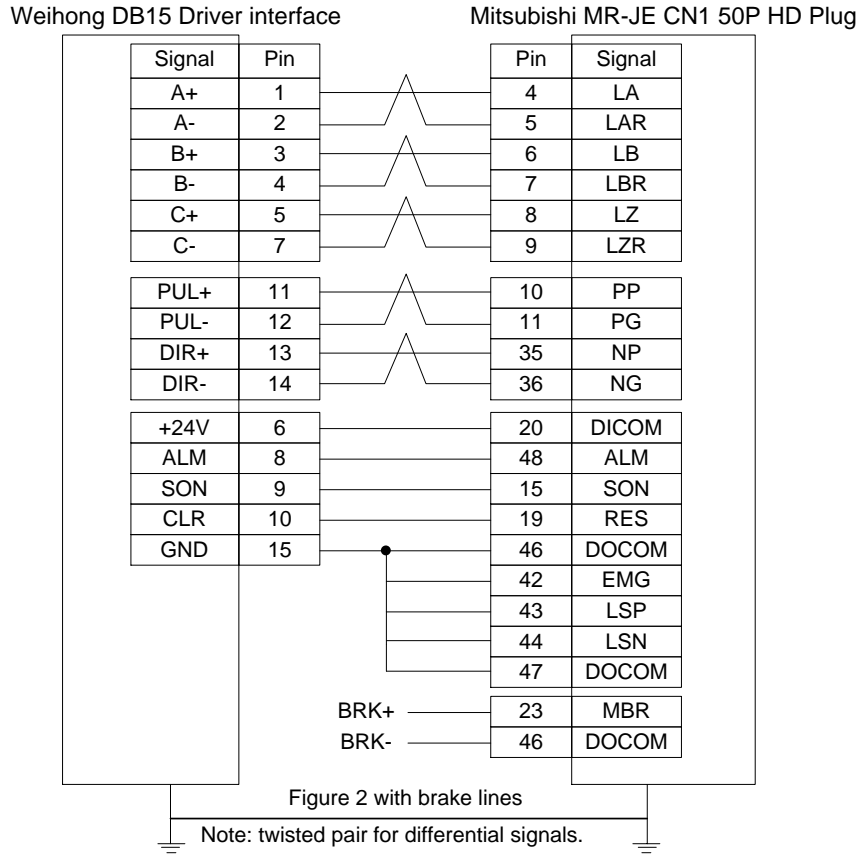 Weihong DB15 Driver interface Mitsubishi MR-JE CN1 50P HD Plug
Signal Pin Pin Signal
A+ 1 4 LA
A- 2 5 LAR
B+ 3 6 LB
B- 4 7 LBR
C+ 5 8 LZ
C- 7 9 LZR
PUL+ 11 10 PP
PUL- 12 11 PG
DIR+ 13 35 NP
DIR- 14 36 NG
+24V 6 20 DICOM
ALM 8 48 ALM
SON 9 15 SON
CLR 10 19 RES
GND 15 46 DOCOM
42 EMG
43 LSP
44 LSN
47 DOCOM
BRK+ 23 MBR
BRK- 46 DOCOM
Figure 2 with brake lines
Note: twisted pair for differential signals.